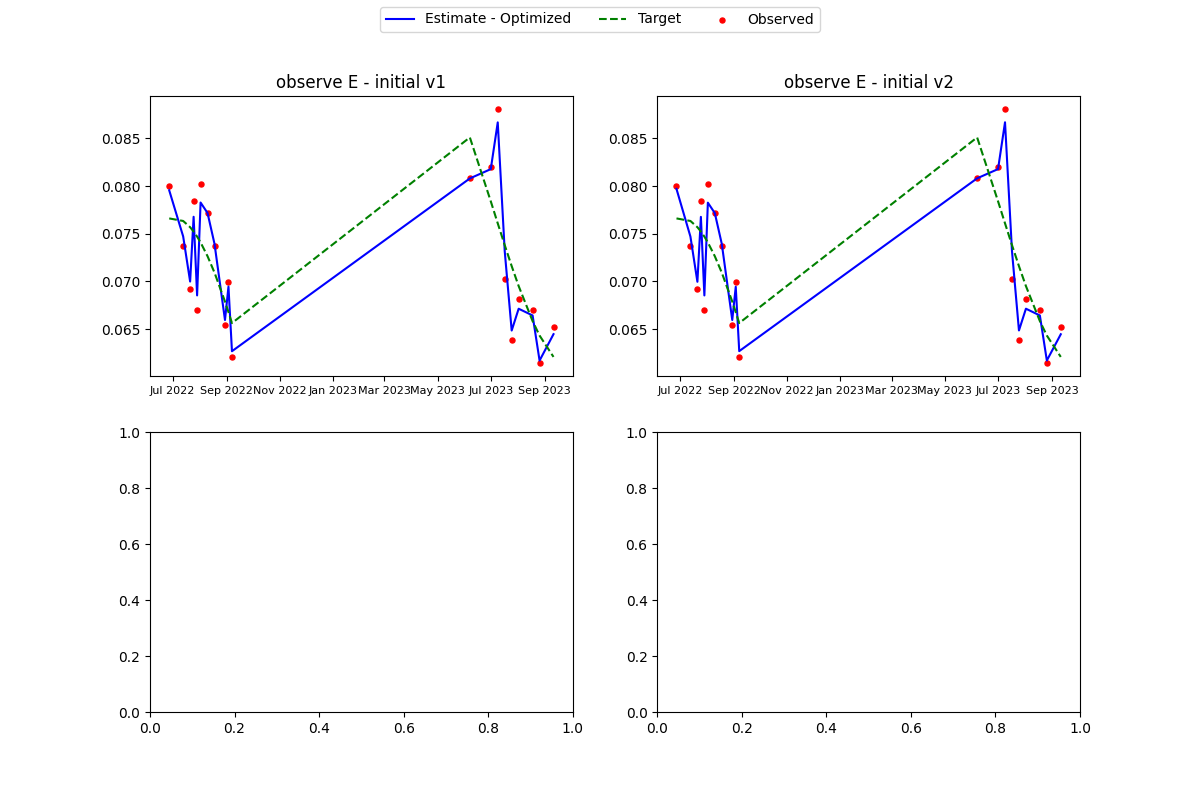 Estimate - Optimized Target Observed
observe E - initial v1 observe E - initial v2
0.085 0.085
0.080 0.080
0.075 0.075
0.070 0.070
0.065 0.065
Jul 2022 Sep 2022 Nov 2022 Jan 2023 Mar 2023 May 2023 Jul 2023 Sep 2023 Jul 2022 Sep 2022 Nov 2022 Jan 2023 Mar 2023 May 2023 Jul 2023 Sep 2023
1.0 1.0
0.8 0.8
0.6 0.6
0.4 0.4
0.2 0.2
0.0 0.0
0.0 0.2 0.4 0.6 0.8 1.0 0.0 0.2 0.4 0.6 0.8 1.0